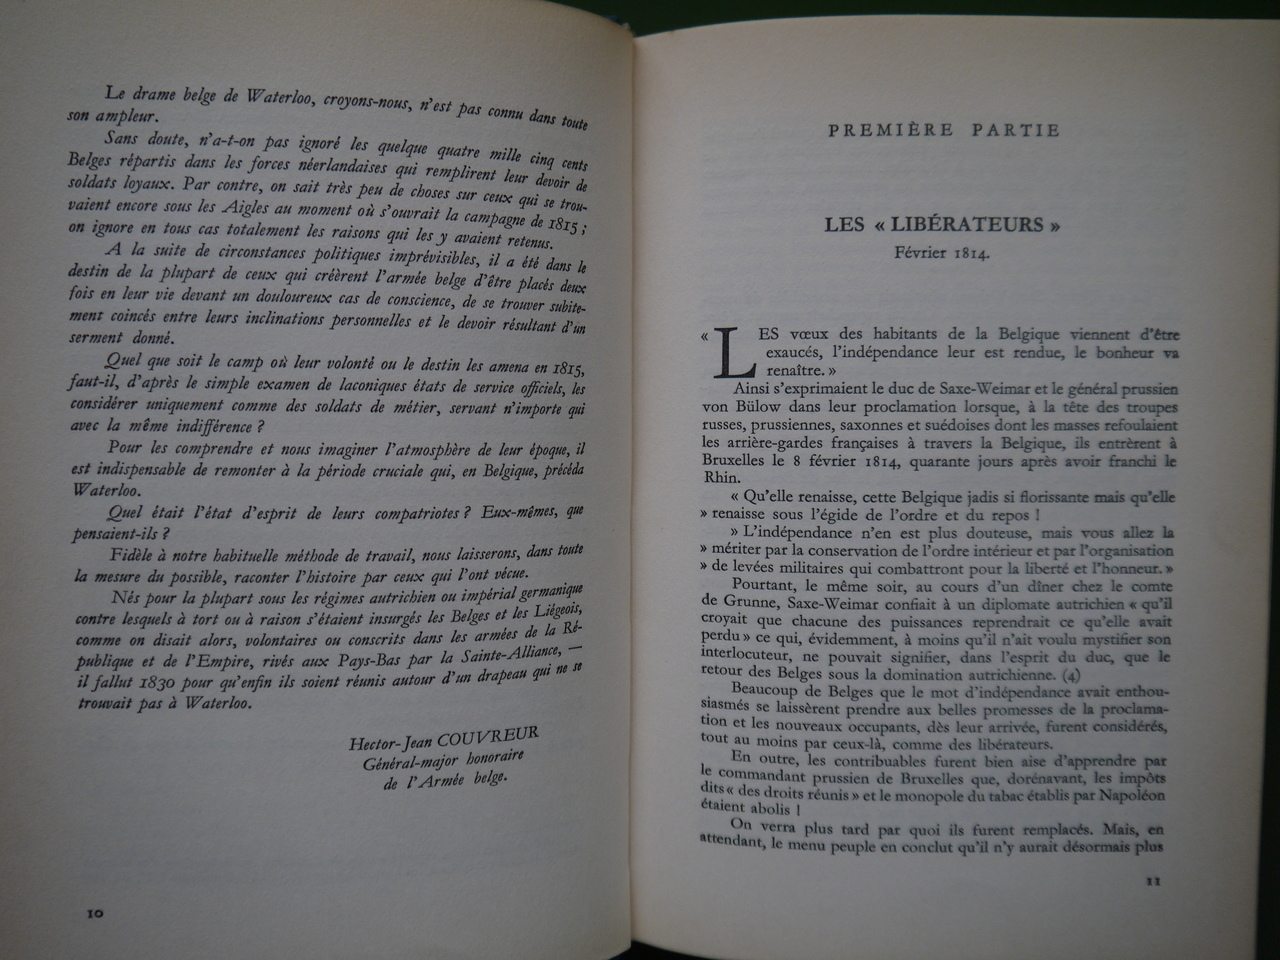 Le drame belge de Waterloo, croyons-nous, n'est pas connu dans toute
son ampleur.
Sans doute, n'a-t-on pas ignoré les quelque quatre mille cinq cents
Belges répartis dans les forces néerlandaises qui remplirent leur devoir de
soldats loyaux. Par contre, on sait très peu de choses sur ceux qui se trou-
vaient encore sous les Aigles au moment où s'ouvrait la campagne de 1815 ;
on ignore en tous cas totalement les raisons qui les y avaient retenus.
A la suite de circonstances politiques imprévisibles, il a été dans le
destin de la plupart de ceux qui créèrent l'armée belge d'être placés deux
fois en leur vie devant un douloureux cas de conscience, de se trouver subite-
ment coincés entre leurs inclinations personnelles et le devoir résultant d'un
serment donné.
Quel que soit le camp où leur volonté ou le destin les amena en 1815,
faut-il, d'après le simple examen de laconiques états de service officiels, les
considérer uniquement comme des soldats de métier, servant n'importe qui
avec la même indifférence ?
Pour les comprendre et nous imaginer l'atmosphère de leur époque, il
est indispensable de remonter à la période cruciale qui, en Belgique, précéda
Waterloo.
Quel était l'état d'esprit de leurs compatriotes ? Eux-mêmes, que
pensaient-ils ?
Fidèle à notre habituelle méthode de travail, nous laisserons, dans toute
la mesure du possible, raconter l'histoire par ceux qui l'ont vécue.
Nés pour la plupart sous les régimes autrichien ou impérial germanique
contre lesquels à tort ou à raison s'étaient insurgés les Belges et les Liégeois,
comme on disait alors, volontaires ou conscrits dans les armées de la Ré-
publique et de l'Empire, rivés aux Pays-Bas par la Sainte-Alliance, —
il fallut 1830 pour qu'enfin ils soient réunis autour d'un drapeau qui ne se
trouvait pas à Waterloo.
Hector-Jean COUVREUR
Général-major honoraire
de l'Armée belge.
10
PREMIÈRE PARTIE
LES « LIBÉRATEURS »
Février 1814.
« LES vœux des habitants de la Belgique viennent d'être
exaucés, l'indépendance leur est rendue, le bonheur va
renaître. »
Ainsi s'exprimaient le duc de Saxe-Weimar et le général prussien
von Bülow dans leur proclamation lorsque, à la tête des troupes
russes, prussiennes, saxonnes et suédoises dont les masses refoulaient
les arrière-gardes françaises à travers la Belgique, ils entrèrent à
Bruxelles le 8 février 1814, quarante jours après avoir franchi le
Rhin.
« Qu'elle renaisse, cette Belgique jadis si florissante mais qu'elle
» renaisse sous l'égide de l'ordre et du repos !
» L'indépendance n'en est plus douteuse, mais vous allez la
» mériter par la conservation de l'ordre intérieur et par l'organisation
» de levées militaires qui combattront pour la liberté et l'honneur. »
Pourtant, le même soir, au cours d'un dîner chez le comte
de Grunne, Saxe-Weimar confiait à un diplomate autrichien « qu'il
croyait que chacune des puissances reprendrait ce qu'elle avait
perdu » ce qui, évidemment, à moins qu'il n'ait voulu mystifier son
interlocuteur, ne pouvait signifier, dans l'esprit du duc, que le
retour des Belges sous la domination autrichienne. (4)
Beaucoup de Belges que le mot d'indépendance avait enthou-
siasmés se laissèrent prendre aux belles promesses de la proclama-
tion et les nouveaux occupants, dès leur arrivée, furent considérés,
tout au moins par ceux-là, comme des libérateurs.
En outre, les contribuables furent bien aise d'apprendre par
le commandant prussien de Bruxelles que, dorénavant, les impôts
dits « des droits réunis » et le monopole du tabac établis par Napoléon
étaient abolis !
On verra plus tard par quoi ils furent remplacés. Mais, en
attendant, le menu peuple en conclut qu'il n'y aurait désormais plus
11